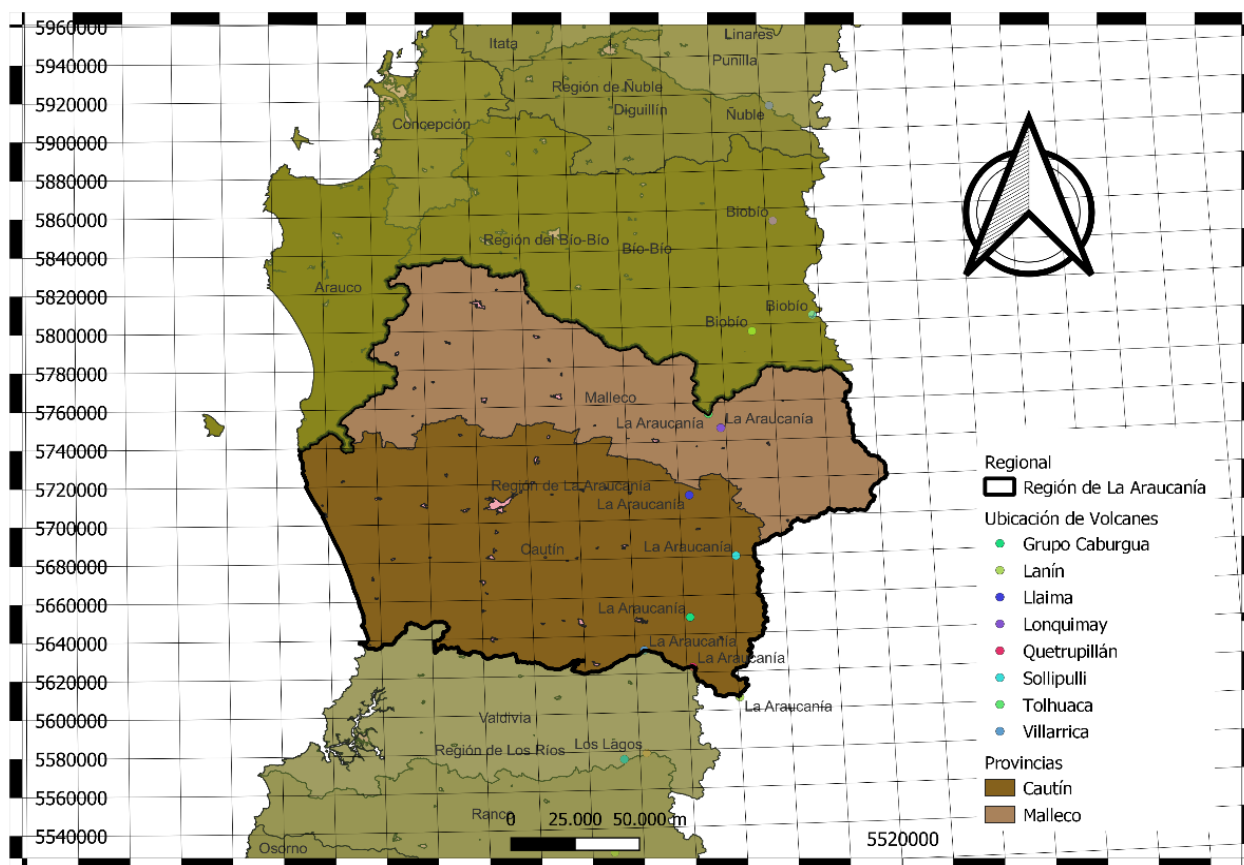 5960000
5940000
5920000
5900000
5880000
5860000
5840000
5820000
5800000
5780000
5760000
5740000
5720000
5700000
5680000
5660000
5640000
5620000
5600000
5580000
5560000
5540000
Linares
Itata
Punilla
Región de Ñuble
Diguillín
Ñuble
Concepción
Biobío
Región del Bío-Bío
Bío-Bío
Arauco
Biobío
Biobío
Malleco
La Araucanía
La Araucanía
Región de La Araucanía
La Araucanía
Cautín
La Araucanía
La Araucanía
La Araucanía
La Araucanía
La Araucanía
Valdivia
Región de Los Ríos
Los Lagos
Ranco
Osorno
0 25.000 50.000 m
5520000
Regional
Región de La Araucanía
Ubicación de Volcanes
Grupo Caburgua
Lanín
Llaima
Lonquimay
Quetrupillán
Sollipulli
Tolhuaca
Villarrica
Provincias
Cautín
Malleco